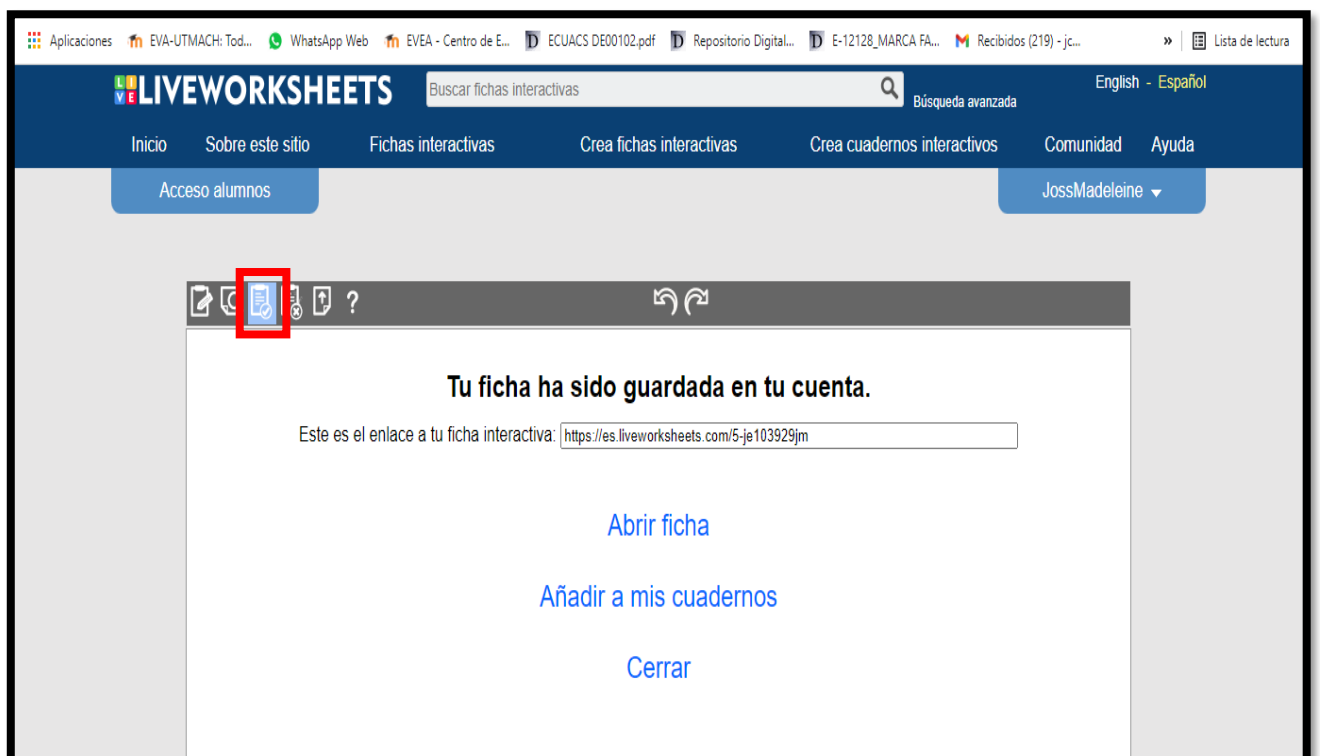 Aplicaciones EVA-UTMACH: Tod... WhatsApp Web EVEA - Centro de E... ECUACS DE00102.pdf Repositorio Digital... E-12128_MARCA FA... Recibidos (219) - jc... » Lista de lectura
LIVE LIVEWORKSHEETS Buscar fichas interactivas Búsqueda avanzada English - Español
Inicio Sobre este sitio Fichas interactivas Crea fichas interactivas Crea cuadernos interactivos Comunidad Ayuda
Acceso alumnos JossMadeleine
?
Tu ficha ha sido guardada en tu cuenta.
Este es el enlace a tu ficha interactiva: https://es.liveworksheets.com/5-je103929jm
Abrir ficha
Añadir a mis cuadernos
Cerrar